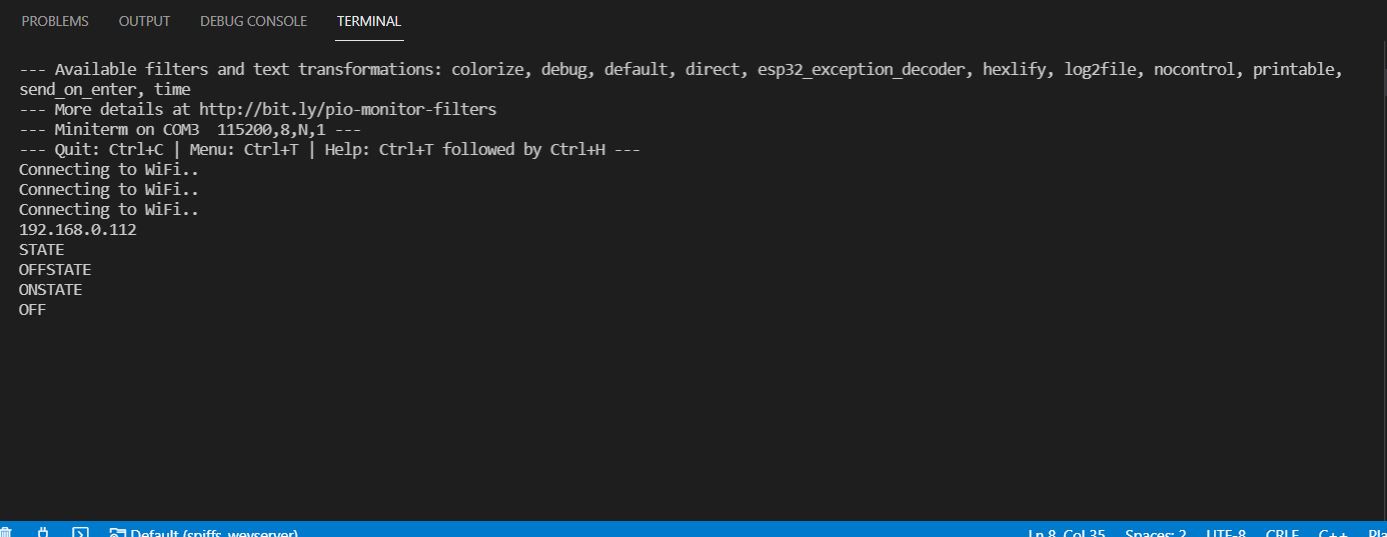 PROBLEMS OUTPUT DEBUG CONSOLE TERMINAL
--- Available filters and text transformations: colorize, debug, default, direct, esp32_exception_decoder, hexlify, log2file, nocontrol, printable,
send_on_enter, time
--- More details at http://bit.ly/pio-monitor-filters
--- Miniterm on COM3  115200,8,N,1 ---
--- Quit: Ctrl+C | Menu: Ctrl+T | Help: Ctrl+T followed by Ctrl+H ---
Connecting to WiFi..
Connecting to WiFi..
Connecting to WiFi..
192.168.0.112
STATE
OFFSTATE
ONSTATE
OFF
Default (spiffs_wevserver) Ln 8, Col 35 Spaces: 2 UTF-8 CRLF C++